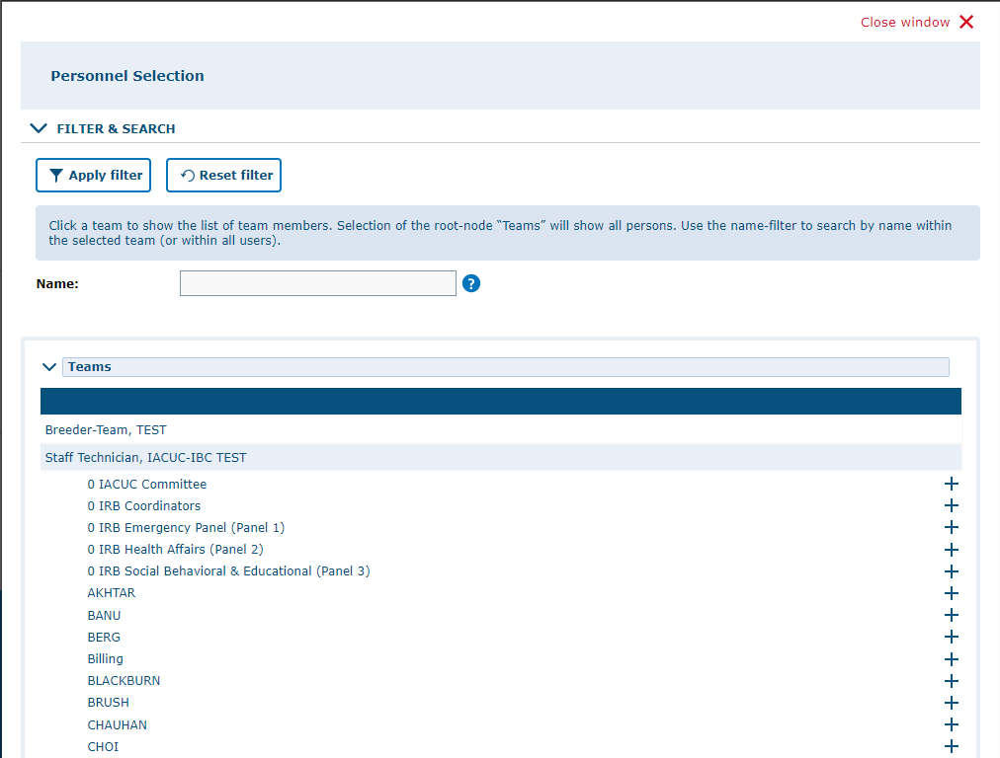 Close window
Personnel Selection
FILTER & SEARCH
Apply filter
Reset filter
Click a team to show the list of team members. Selection of the root-node “Teams” will show all persons. Use the name-filter to search by name within
the selected team (or within all users).
Name:
?
Teams
Breeder-Team, TEST
Staff Technician, IACUC-IBC TEST
0 IACUC Committee
0 IRB Coordinators
0 IRB Emergency Panel (Panel 1)
0 IRB Health Affairs (Panel 2)
0 IRB Social Behavioral & Educational (Panel 3)
AKHTAR
BANU
BERG
Billing
BLACKBURN
BRUSH
CHAUHAN
CHOI